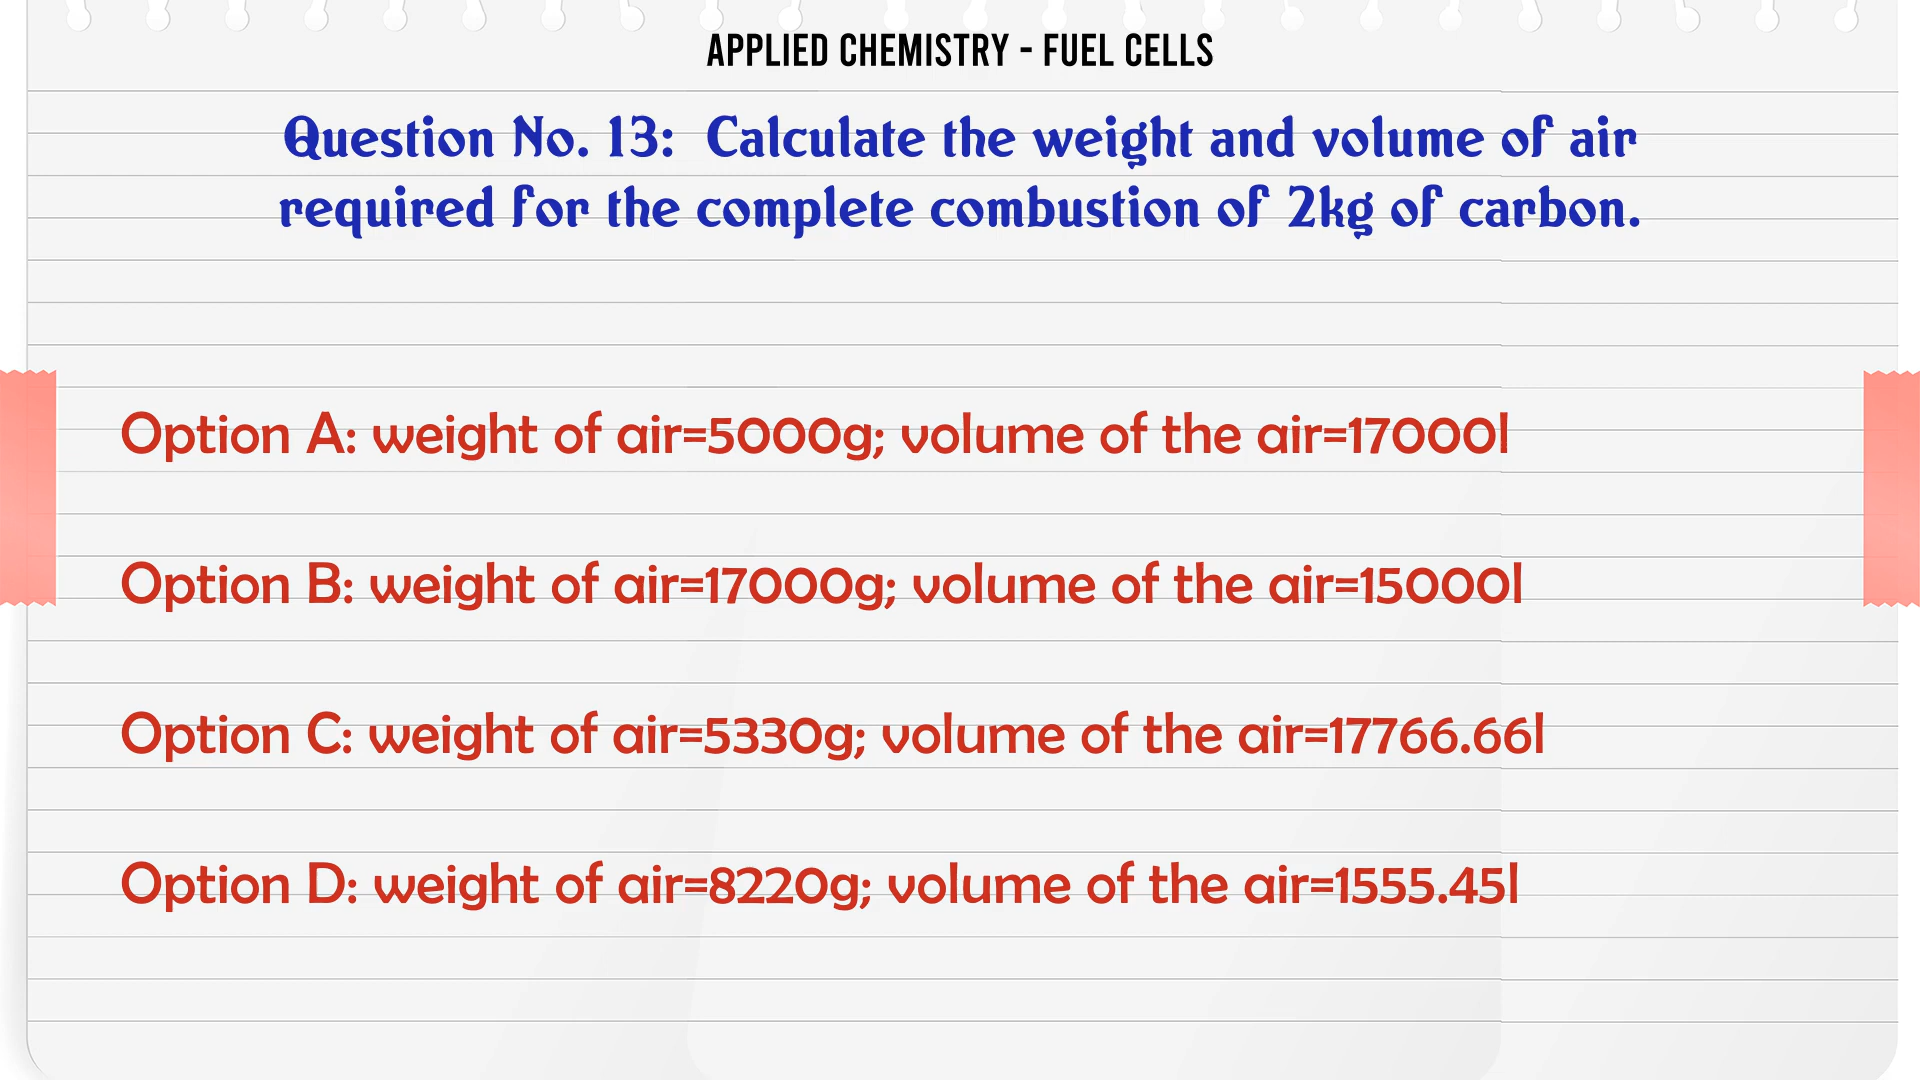 APPLIED CHEMISTRY - FUEL CELLS
Question No. 13: Calculate the weight and volume of air
required for the complete combustion of 2kg of carbon.
Option A: weight of air=5000g; volume of the air=17000l
Option B: weight of air=17000g; volume of the air=15000l
Option C: weight of air=5330g; volume of the air=17766.66l
Option D: weight of air=8220g; volume of the air=1555.45l